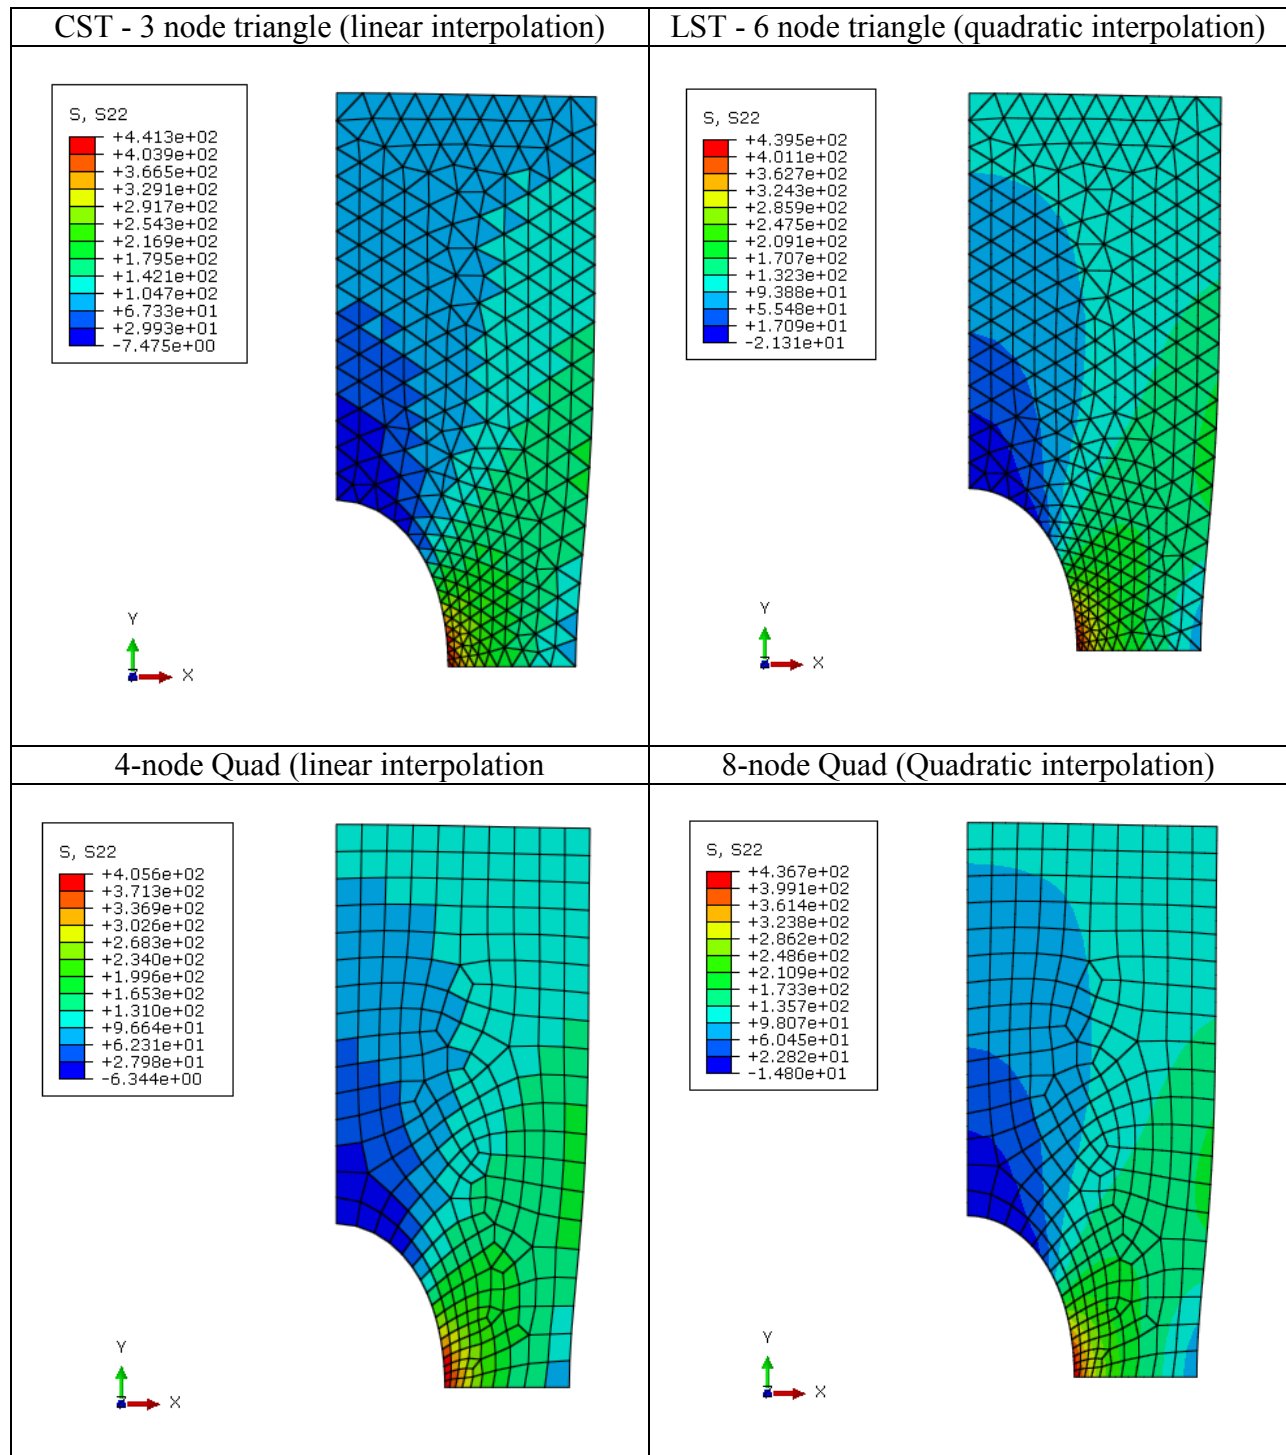 CST - 3 node triangle (linear interpolation)
LST - 6 node triangle (quadratic interpolation)
S, S22
+4.413e+02
+4.039e+02
+3.665e+02
+3.291e+02
+2.917e+02
+2.543e+02
+2.169e+02
+1.795e+02
+1.421e+02
+1.047e+02
+6.733e+01
+2.993e+01
-7.475e+00
Y
Z
X
S, S22
+4.395e+02
+4.011e+02
+3.627e+02
+3.243e+02
+2.859e+02
+2.475e+02
+2.091e+02
+1.707e+02
+1.323e+02
+9.388e+01
+5.548e+01
+1.709e+01
-2.131e+01
Y
Z
X
4-node Quad (linear interpolation
8-node Quad (Quadratic interpolation)
S, S22
+4.056e+02
+3.713e+02
+3.369e+02
+3.026e+02
+2.683e+02
+2.340e+02
+1.996e+02
+1.653e+02
+1.310e+02
+9.664e+01
+6.231e+01
+2.798e+01
-6.344e+00
Y
Z
X
S, S22
+4.367e+02
+3.991e+02
+3.614e+02
+3.238e+02
+2.862e+02
+2.486e+02
+2.109e+02
+1.733e+02
+1.357e+02
+9.807e+01
+6.045e+01
+2.282e+01
-1.480e+01
Y
Z
X